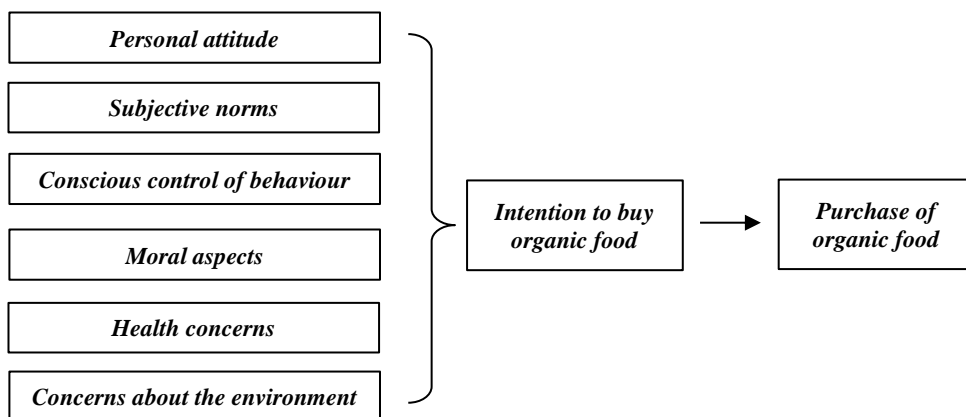 Personal attitude
Subjective norms
Conscious control of behaviour
Moral aspects
Health concerns
Concerns about the environment
Intention to buy
organic food
Purchase of
organic food